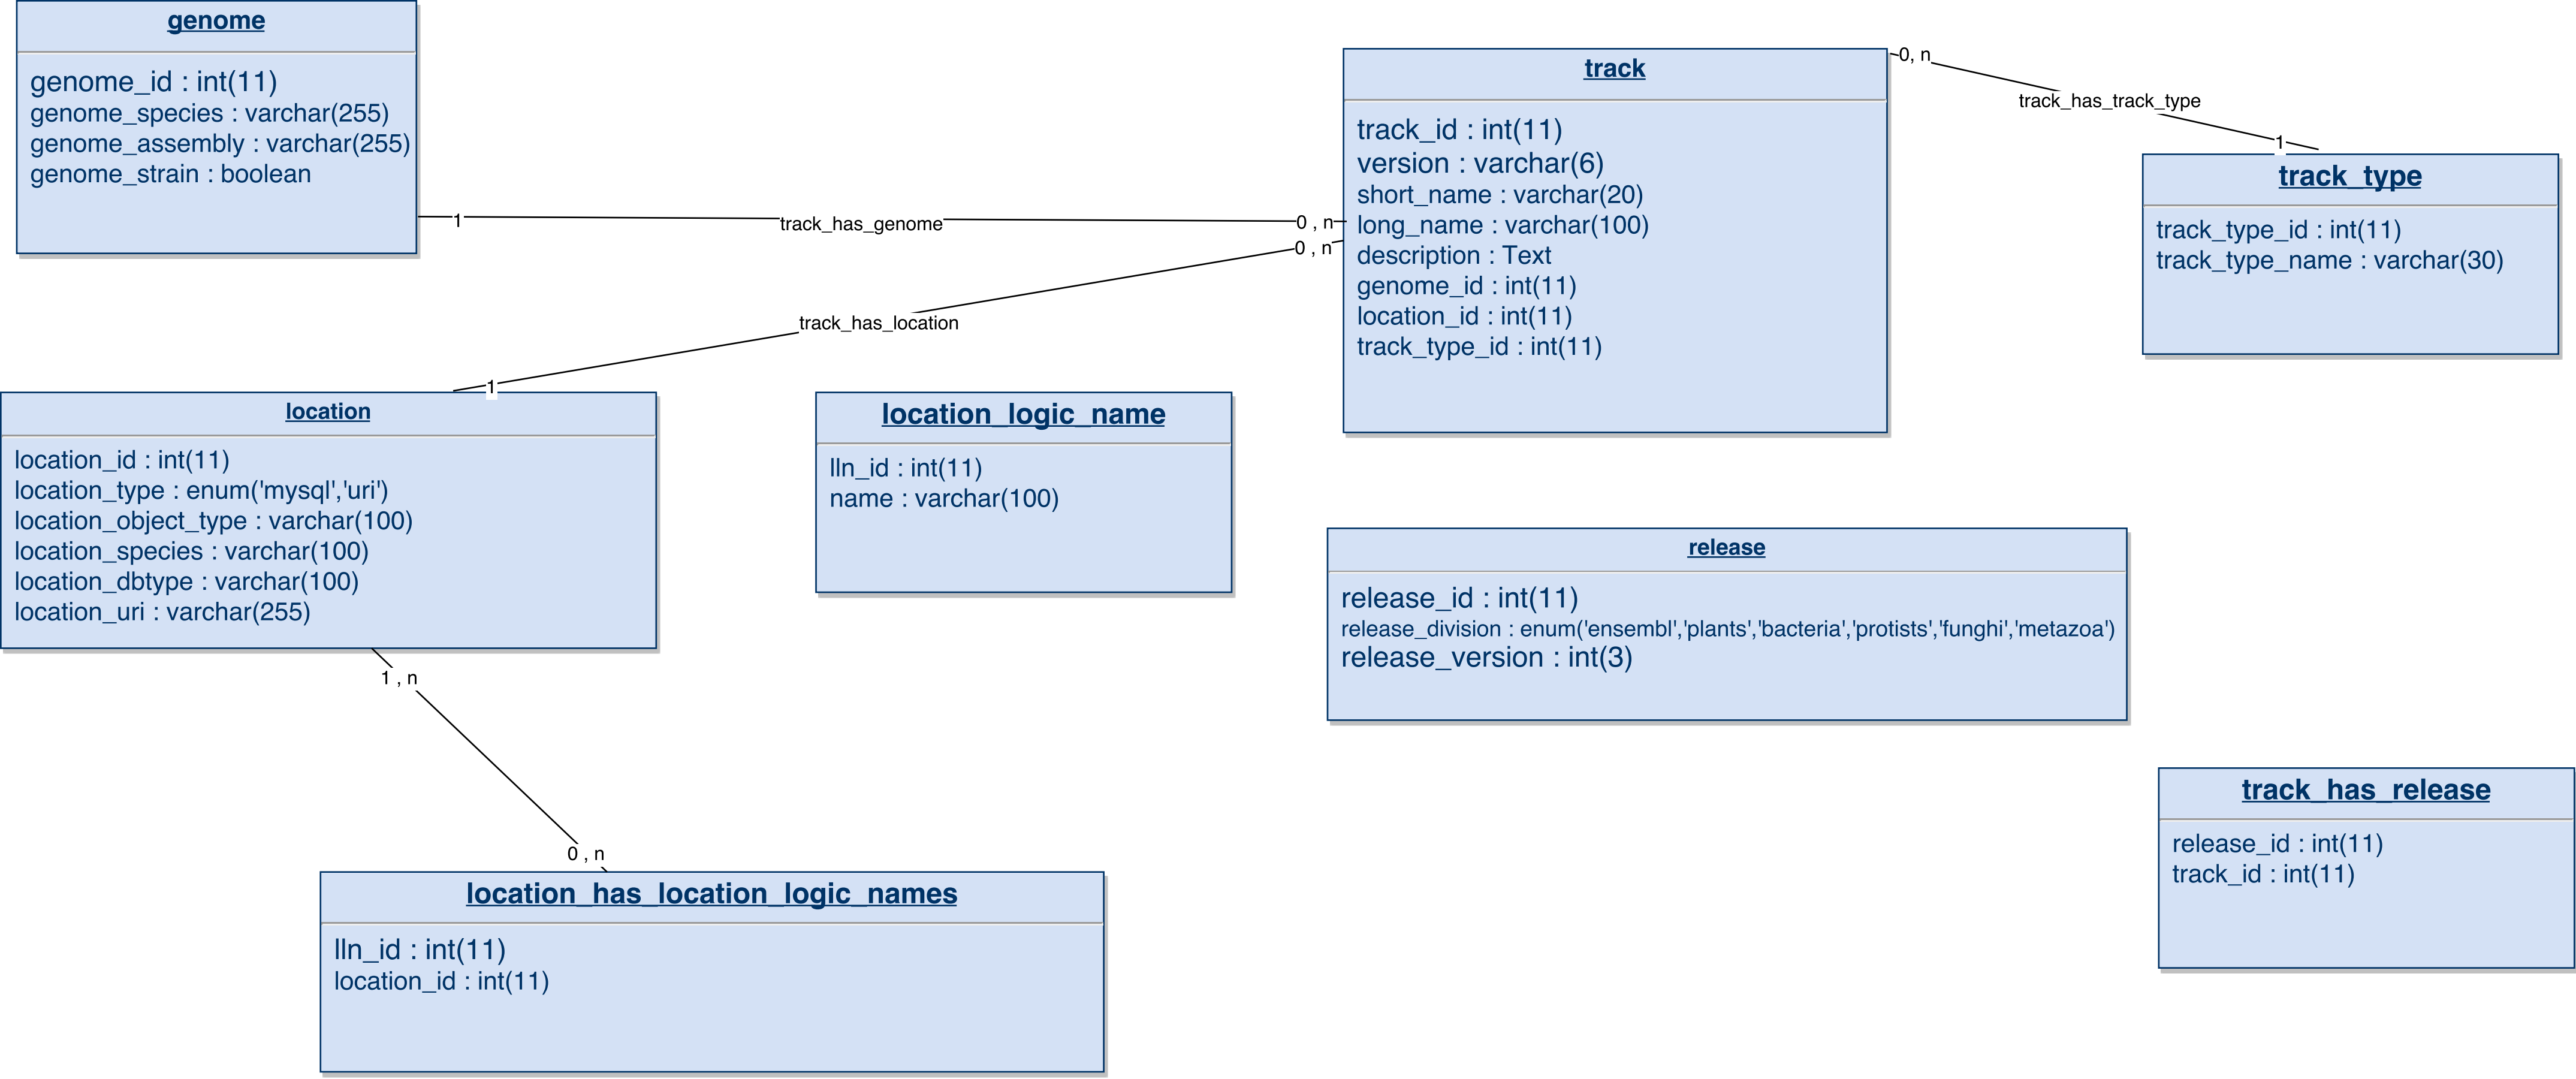 genome
genome_id : int(11)
genome_species : varchar(255)
genome_assembly : varchar(255)
genome_strain : boolean
track
track_id : int(11)
version : varchar(6)
short_name : varchar(20)
long_name : varchar(100)
description : Text
genome_id : int(11)
location_id : int(11)
track_type_id : int(11)
0, n
track_has_track_type
1
track_type
track_type_id : int(11)
track_type_name : varchar(30)
1
track_has_genome
0 , n
0 , n
track_has_location
1
location
location_id : int(11)
location_type : enum('mysql','uri')
location_object_type : varchar(100)
location_species : varchar(100)
location_dbtype : varchar(100)
location_uri : varchar(255)
location_logic_name
lln_id : int(11)
name : varchar(100)
release
release_id : int(11)
release_division : enum('ensembl','plants','bacteria','protists','funghi','metazoa')
release_version : int(3)
1 , n
0 , n
track_has_release
release_id : int(11)
track_id : int(11)
location_has_location_logic_names
lln_id : int(11)
location_id : int(11)